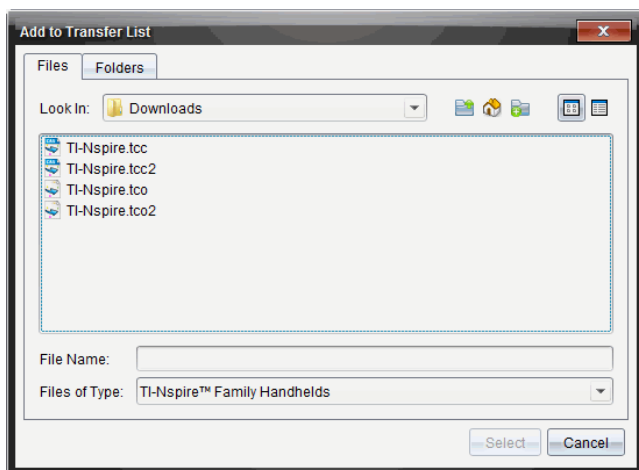 Add to Transfer List
Files Folders
Look In: Downloads
TI-Nspire.tcc
TI-Nspire.tcc2
TI-Nspire.tco
TI-Nspire.tco2
File Name:
Files of Type: TI-Nspire™ Family Handhelds
Select Cancel